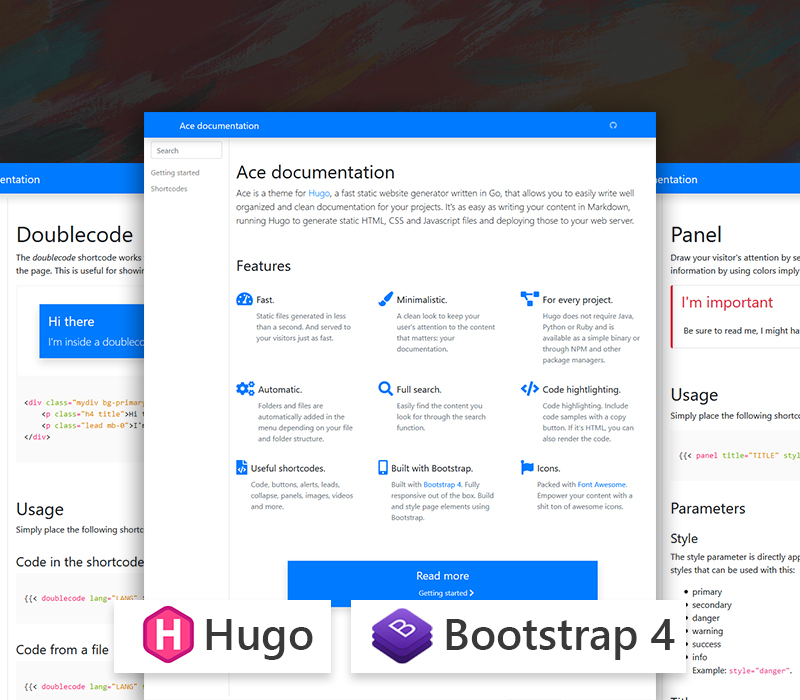 Ace documentation
Search
Getting started
Shortcodes
Ace documentation
Ace is a theme for Hugo, a fast static website generator written in Go, that allows you to easily write well
organized and clean documentation for your projects. It's as easy as writing your content in Markdown,
running Hugo to generate static HTML, CSS and Javascript files and deploying those to your web server.
Features
Fast.
Static files generated in less
than a second. And served to
your visitors just as fast.
Minimalistic.
A clean look to keep your
user's attention to the content
that matters: your
documentation.
For every project.
Hugo does not require Java,
Python or Ruby and is
available as a simple binary or
through NPM and other
package managers.
Automatic.
Folders and files are
automatically added in the
menu depending on your file
and folder structure.
Full search.
Easily find the content you
look for through the search
function.
Code hightlighting.
Code highlighting. Include
code samples with a copy
button. If it's HTML, you can
also render the code.
Useful shortcodes.
Code, buttons, alerts, leads,
collapse, panels, images, videos
and more.
Built with Bootstrap.
Built with Bootstrap 4. Fully
responsive out of the box. Build
and style page elements using
Bootstrap.
Icons.
Packed with Font Awesome.
Empower your content with a
shit ton of awesome icons.
Read more
Getting started
entation
Doublecode
The doublecode shortcode works
the page. This is useful for showin
Hi there
I'm inside a doubleco
<div class="mydiv bg-primary
<p class="h4 title">Hi t
<p class="lead mb-0">I'
</div>
Usage
Simply place the following shortc
Code in the shortcode
{{< doublecode lang="LANG"
Code from a file
{{< doublecode lang="LANG"
entation
Panel
Draw your visitor's attention by se
information by using colors imply
I'm important
Be sure to read me, I might ha
Usage
Simply place the following shortco
{{< panel title="TITLE" styl
Parameters
Style
The style parameter is directly app
styles that can be used with this:
primary
secondary
danger
warning
success
info
Example: style="danger".
Hugo
B
Bootstrap 4